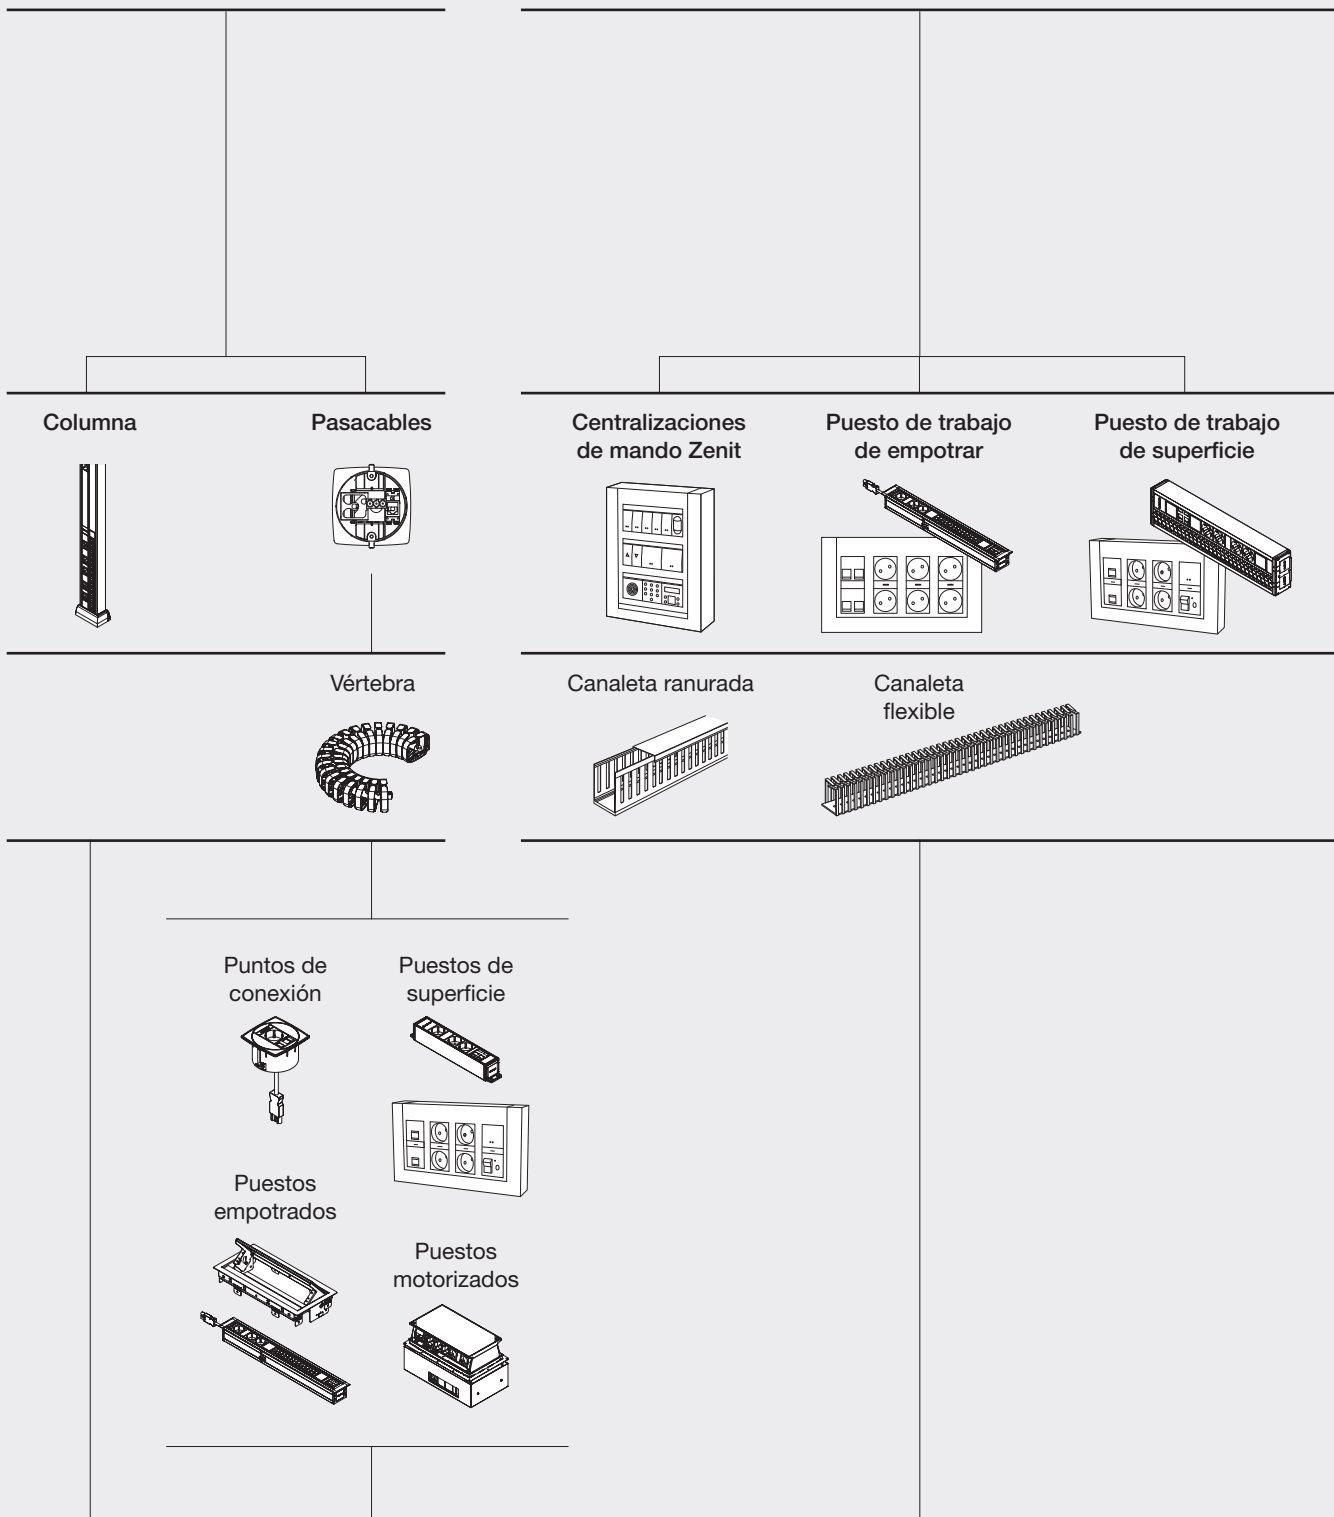 Columna
Pasacables
Centralizaciones
de mando Zenit
Puesto de trabajo
de empotrar
Puesto de trabajo
de superficie
Vértebra
Canaleta ranurada
Canaleta
flexible
Puntos de
conexión
Puestos de
superficie
Puestos
empotrados
Puestos
motorizados